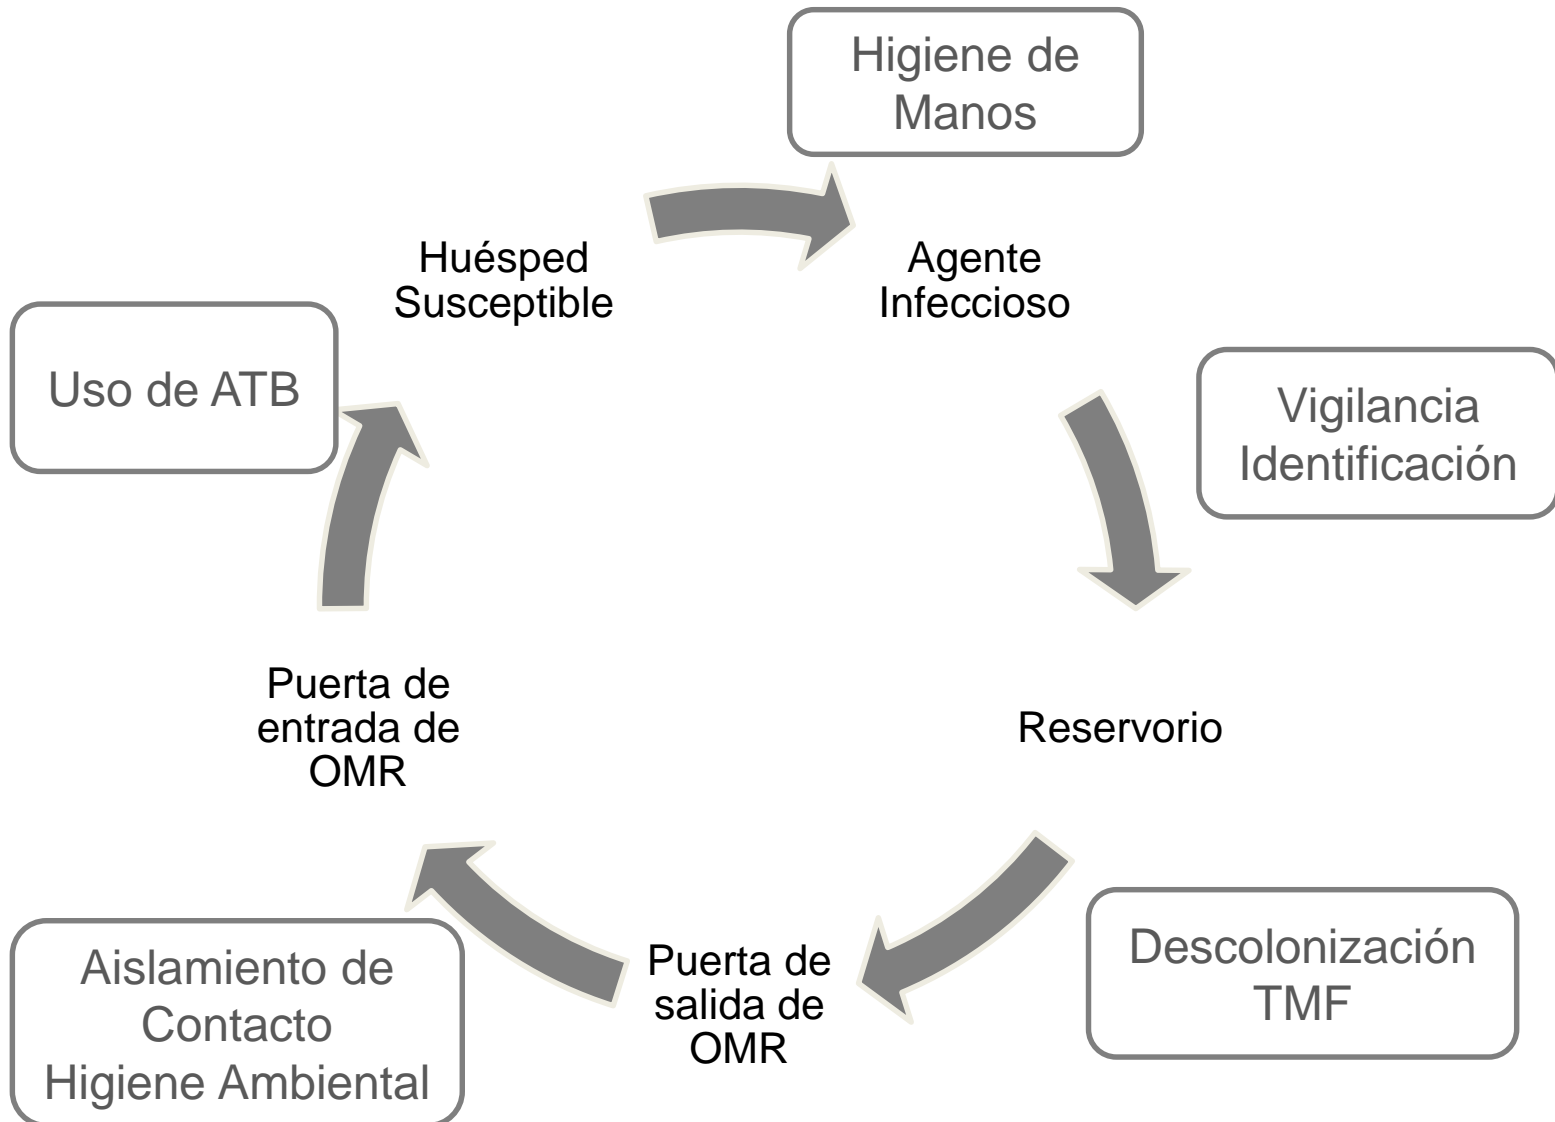 Higiene de
Manos
Huésped
Susceptible
Agente
Infeccioso
Uso de ATB
Vigilancia
Identificación
Puerta de
entrada de
OMR
Reservorio
Aislamiento de
Contacto
Higiene Ambiental
Puerta de
salida de
OMR
Descolonización
TMF